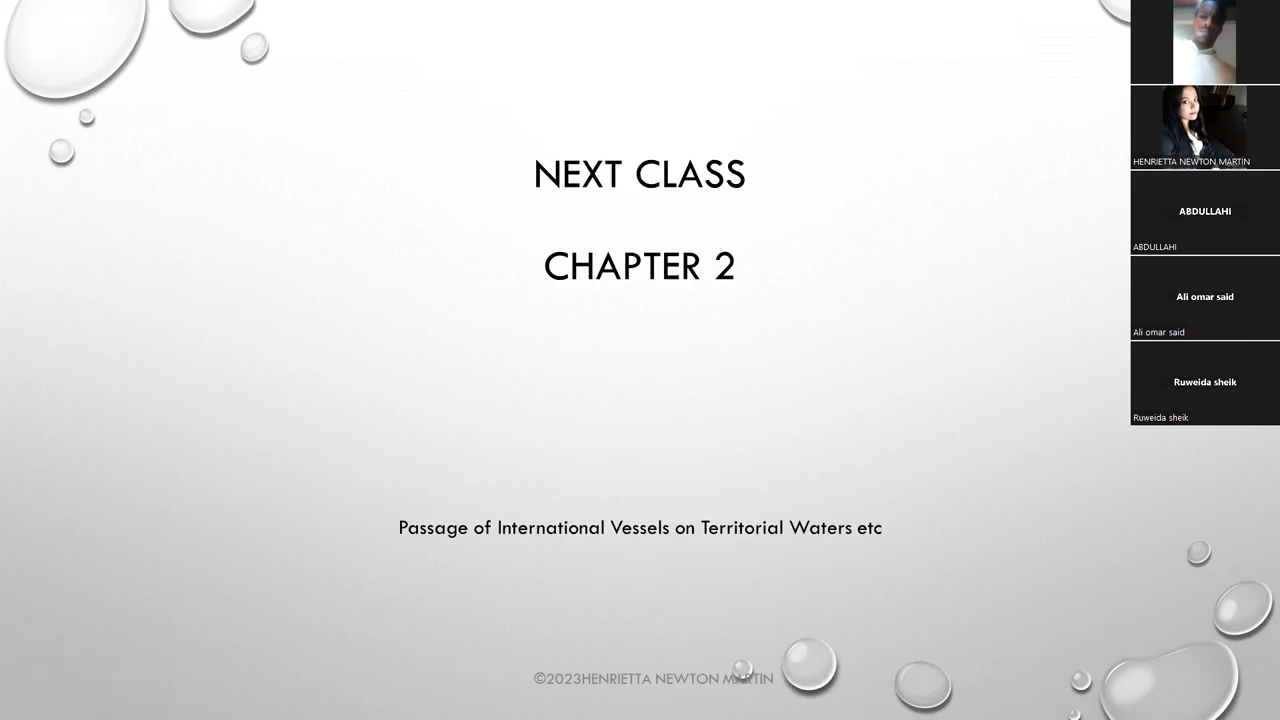 NEXT CLASS
CHAPTER 2
Passage of International Vessels on Territorial Waters etc
©2023HENRIETTA NEWTON MARTIN
HENRIETTA NEWTON MARTIN
ABDULLAHI
ABDULLAHI
Ali omar said
Ali omar said
Ruweida sheik
Ruweida sheik